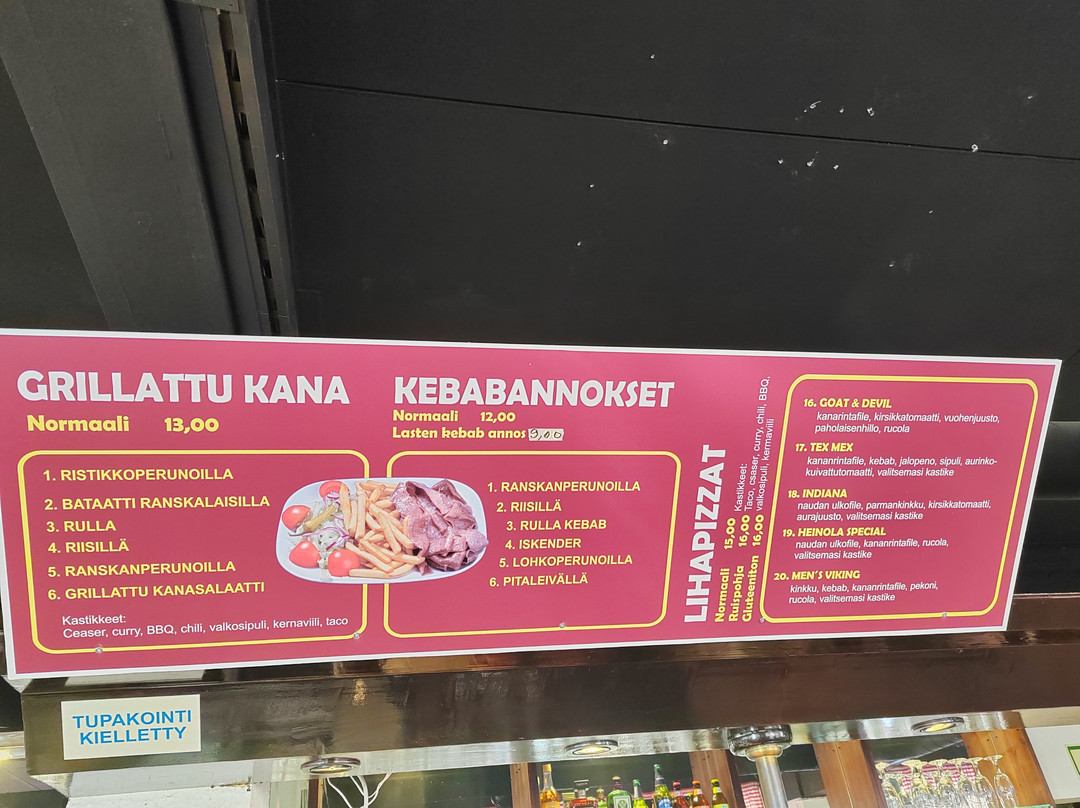 GRILLATTU KANA
Normaali 13,00
1. RISTIKKOPERUNOILLA
2. BATAATTI RANSKALAISILLA
3. RULLA
4. RIISILLÄ
5. RANSKANPERUNOILLA
6. GRILLATTU KANASALAATTI
Kastikkeet:
Ceaser, curry, BBQ, chili, valkosipuli, kernaviili, taco
KEBABANNOKSET
Normaali 12,00
Lasten kebab annos 9,00
1. RANSKANPERUNOILLA
2. RIISILLÄ
3. RULLA KEBAB
4. ISKENDER
5. LOHKOPERUNOILLA
6. PITALEIVÄLLÄ
LIHAPIZZAT
Normaali 15,00
Ruispohja 16,00
Gluteeniton 16,00
Kastikkeet:
Taco, csaser, curry, chili, BBQ,
valkosipuli, kermaviili
16. GOAT & DEVIL
kanarintafile, kirsikkatomaatti, vuohenjuusto,
paholaisenhillo, rucola
17. TEX MEX
kananrintafile, kebab, jalopeno, sipuli, aurinko-
kuivattutomaatti, valitsemasi kastike
18. INDIANA
naudan ulkofile, parmankinkku, kirsikkatomaatti,
aurajuusto, valitsemasi kastike
19. HEINOLA SPECIAL
naudan ulkofile, kananrintafile, rucola,
valitsemasi kastike
20. MEN´S VIKING
kinkku, kebab, kananrintafile, pekoni,
rucola, valitsemasi kastike
TUPAKOINTI
KIELLETTY